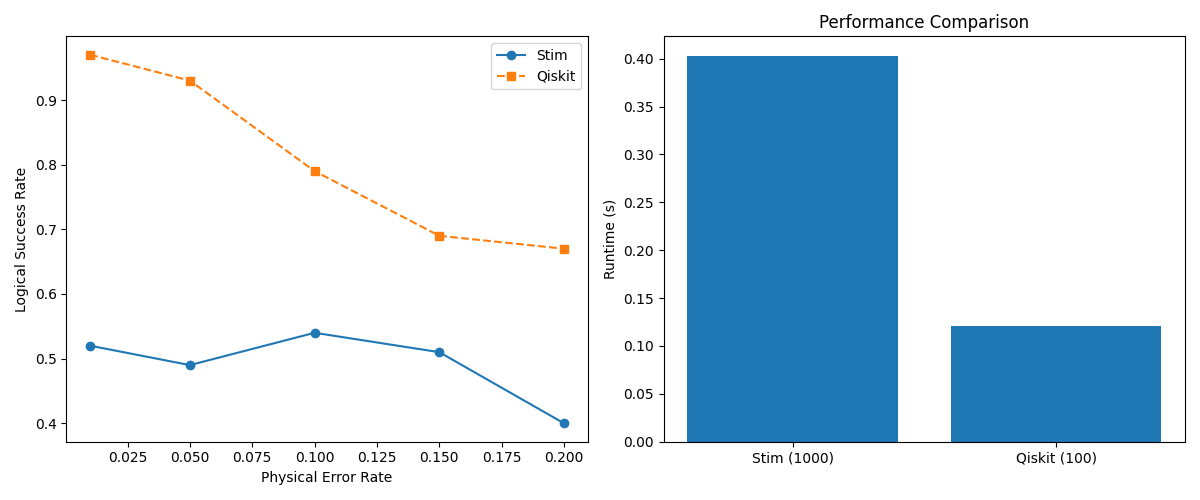 Stim
Qiskit
Logical Success Rate
0.9
0.8
0.7
0.6
0.5
0.4
0.025 0.050 0.075 0.100 0.125 0.150 0.175 0.200
Physical Error Rate
Performance Comparison
Runtime (s)
0.40
0.35
0.30
0.25
0.20
0.15
0.10
0.05
0.00
Stim (1000) Qiskit (100)